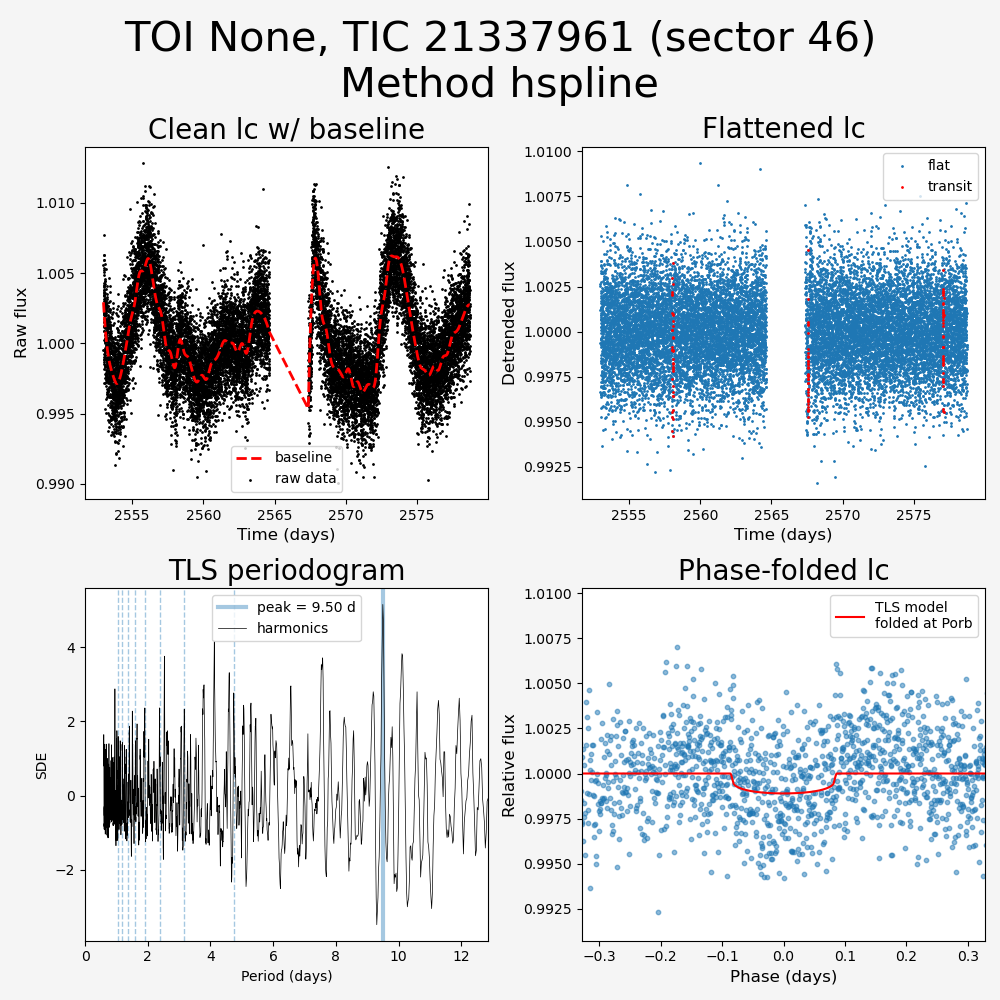 TOI None, TIC 21337961 (sector 46)
Method hspline
Clean lc w/ baseline
Raw flux
1.010
1.005
1.000
0.995
0.990
baseline
raw data
2555
2560
2565
2570
2575
Time (days)
Flattened lc
Detrended flux
1.0100
1.0075
1.0050
1.0025
1.0000
0.9975
0.9950
0.9925
flat
transit
2555
2560
2565
2570
2575
Time (days)
TLS periodogram
SDE
4
2
0
−2
peak = 9.50 d
harmonics
0
2
4
6
8
10
12
Period (days)
Phase-folded lc
Relative flux
1.0100
1.0075
1.0050
1.0025
1.0000
0.9975
0.9950
0.9925
TLS model
folded at Porb
−0.3
−0.2
−0.1
0.0
0.1
0.2
0.3
Phase (days)